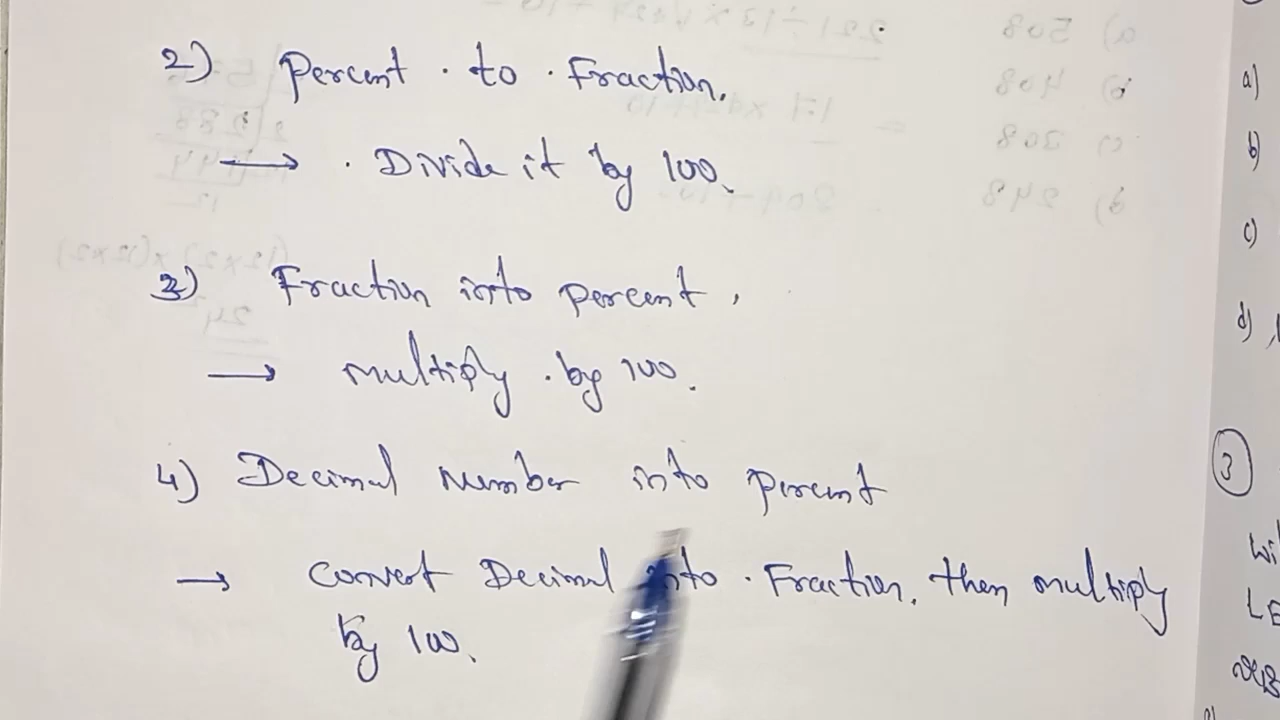 2) Percent to Fraction.
→ Divide it by 100.
3) Fraction into percent.
→ multiply by 100.
4) Decimal Number into percent
→ convert Decimal into Fraction, then multiply
by 100.
a)
b)
c)
d)
3